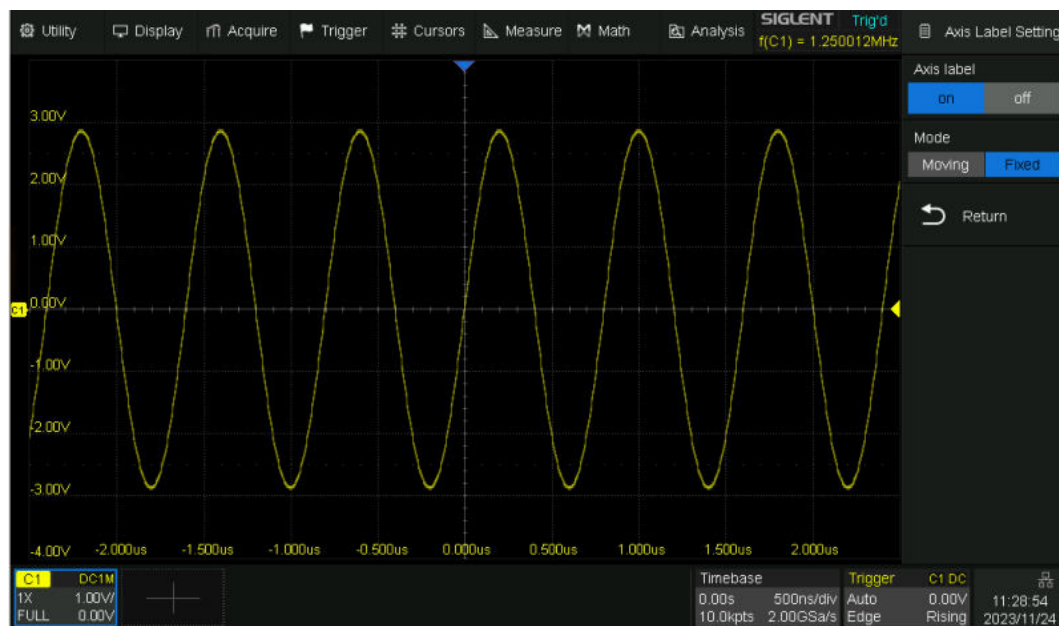 Utility Display Acquire Trigger Cursors Measure Math Analysis SIGLENT Trig'd
f(C1) = 1.250012MHz
Axis Label Setting
Axis label
on off
Mode
Moving Fixed
Return
3.00V
2.00V
1.00V
C1 0.00V
-1.00V
-2.00V
-3.00V
-4.00V -2.000us -1.500us -1.000us -0.500us 0.000us 0.500us 1.000us 1.500us 2.000us
C1 DC1M
1X 1.00V/
FULL 0.00V
Timebase
0.00s 500ns/div
10.0kpts 2.00GSa/s
Trigger C1 DC
Auto 0.00V
Edge Rising
11:28:54
2023/11/24